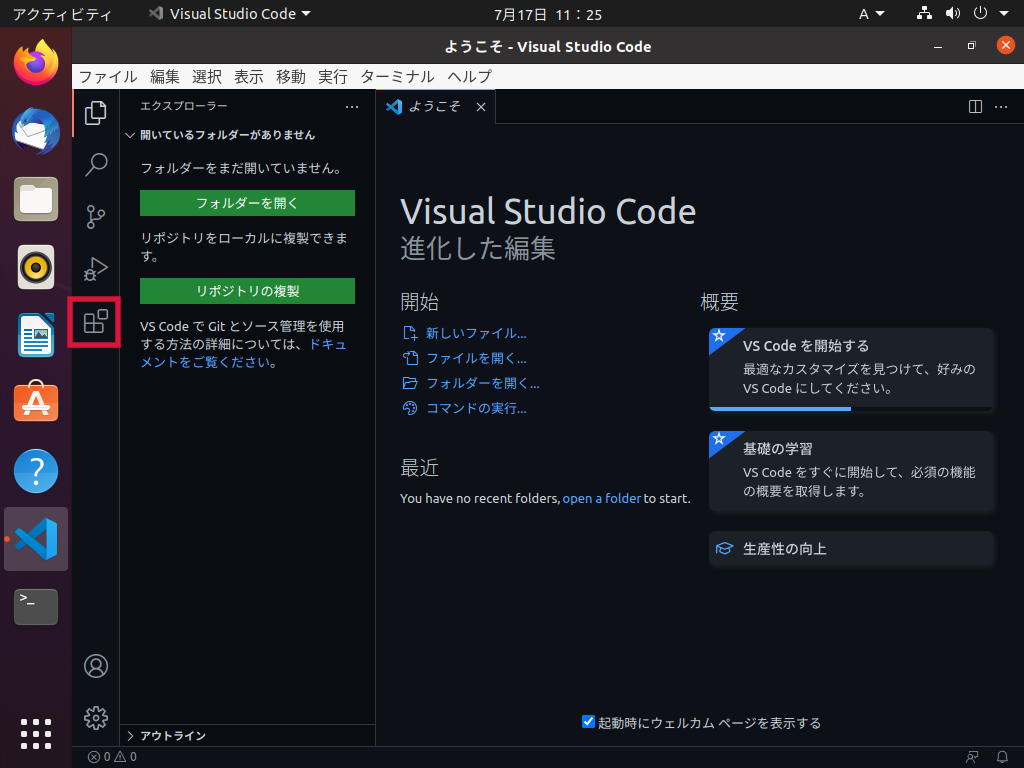 アクティビティ
Visual Studio Code
7月17日 11：25
A
ようこそ - Visual Studio Code
ファイル 編集 選択 表示 移動 実行 ターミナル ヘルプ
エクスプローラー
開いているフォルダーがありません
フォルダーをまだ開いていません。
フォルダーを開く
リポジトリをローカルに複製できま
す。
リポジトリの複製
VS Code で Git とソース管理を使用
する方法の詳細については、ドキュ
メントをご覧ください。
アウトライン
ようこそ
Visual Studio Code
進化した編集
開始
新しいファイル...
ファイルを開く...
フォルダーを開く...
コマンドの実行...
最近
You have no recent folders, open a folder to start.
概要
VS Code を開始する
最適なカスタマイズを見つけて、好みの
VS Code にしてください。
基礎の学習
VS Code をすぐに開始して、必須の機能
の概要を取得します。
生産性の向上
起動時にウェルカム ページを表示する
0 0